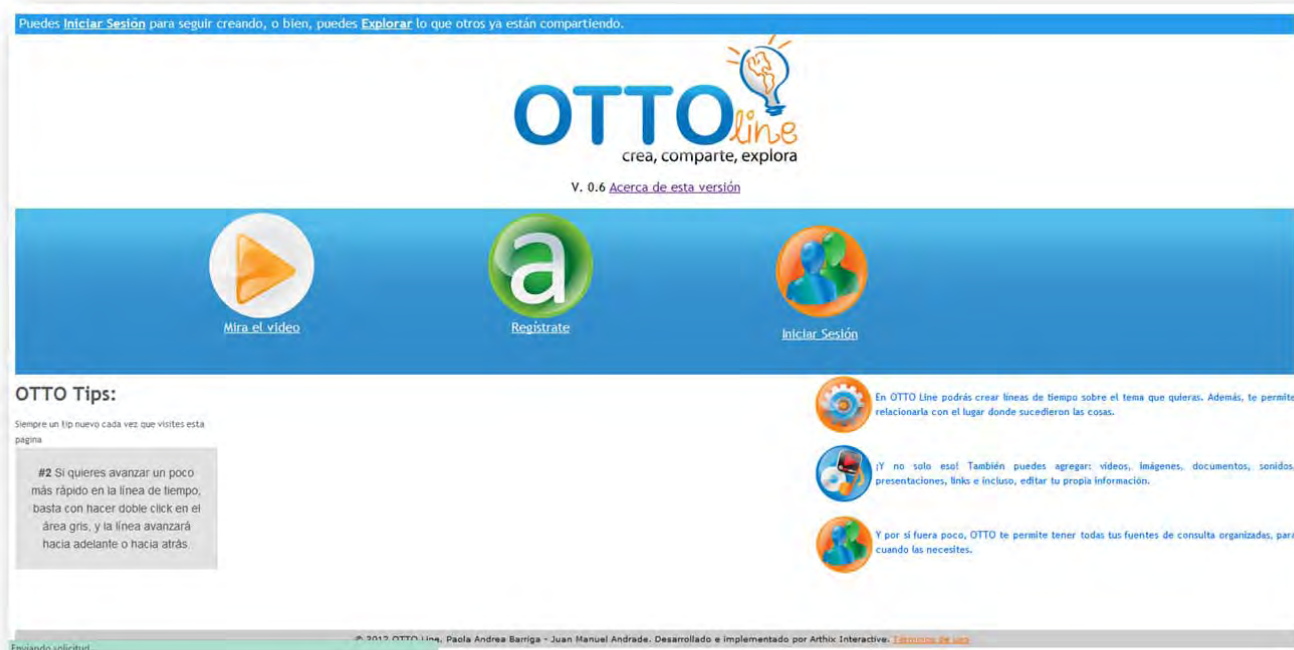 Puedes Iniciar Sesión para seguir creando, o bien, puedes Explorar lo que otros ya están compartiendo.
OTTO line
crea, comparte, explora
V. 0.6 Acerca de esta versión
Mira el video
Regístrate
Iniciar Sesión
OTTO Tips:
Siempre un tip nuevo cada vez que visites esta
pagina
#2 Si quieres avanzar un poco
más rápido en la línea de tiempo,
basta con hacer doble click en el
área gris, y la línea avanzará
hacia adelante o hacia atrás.
En OTTO Line podrás crear líneas de tiempo sobre el tema que quieras. Además, te permite
relacionarla con el lugar donde sucedieron las cosas.
¡Y no solo eso! También puedes agregar: videos, imágenes, documentos, sonidos,
presentaciones, links e incluso, editar tu propia información.
Y por si fuera poco, OTTO te permite tener todas tus fuentes de consulta organizadas, para
cuando las necesites.
© 2012 OTTO Line, Paola Andrea Barriga - Juan Manuel Andrade. Desarrollado e implementado por Arthix Interactive. Términos de uso
Enviando solicitud